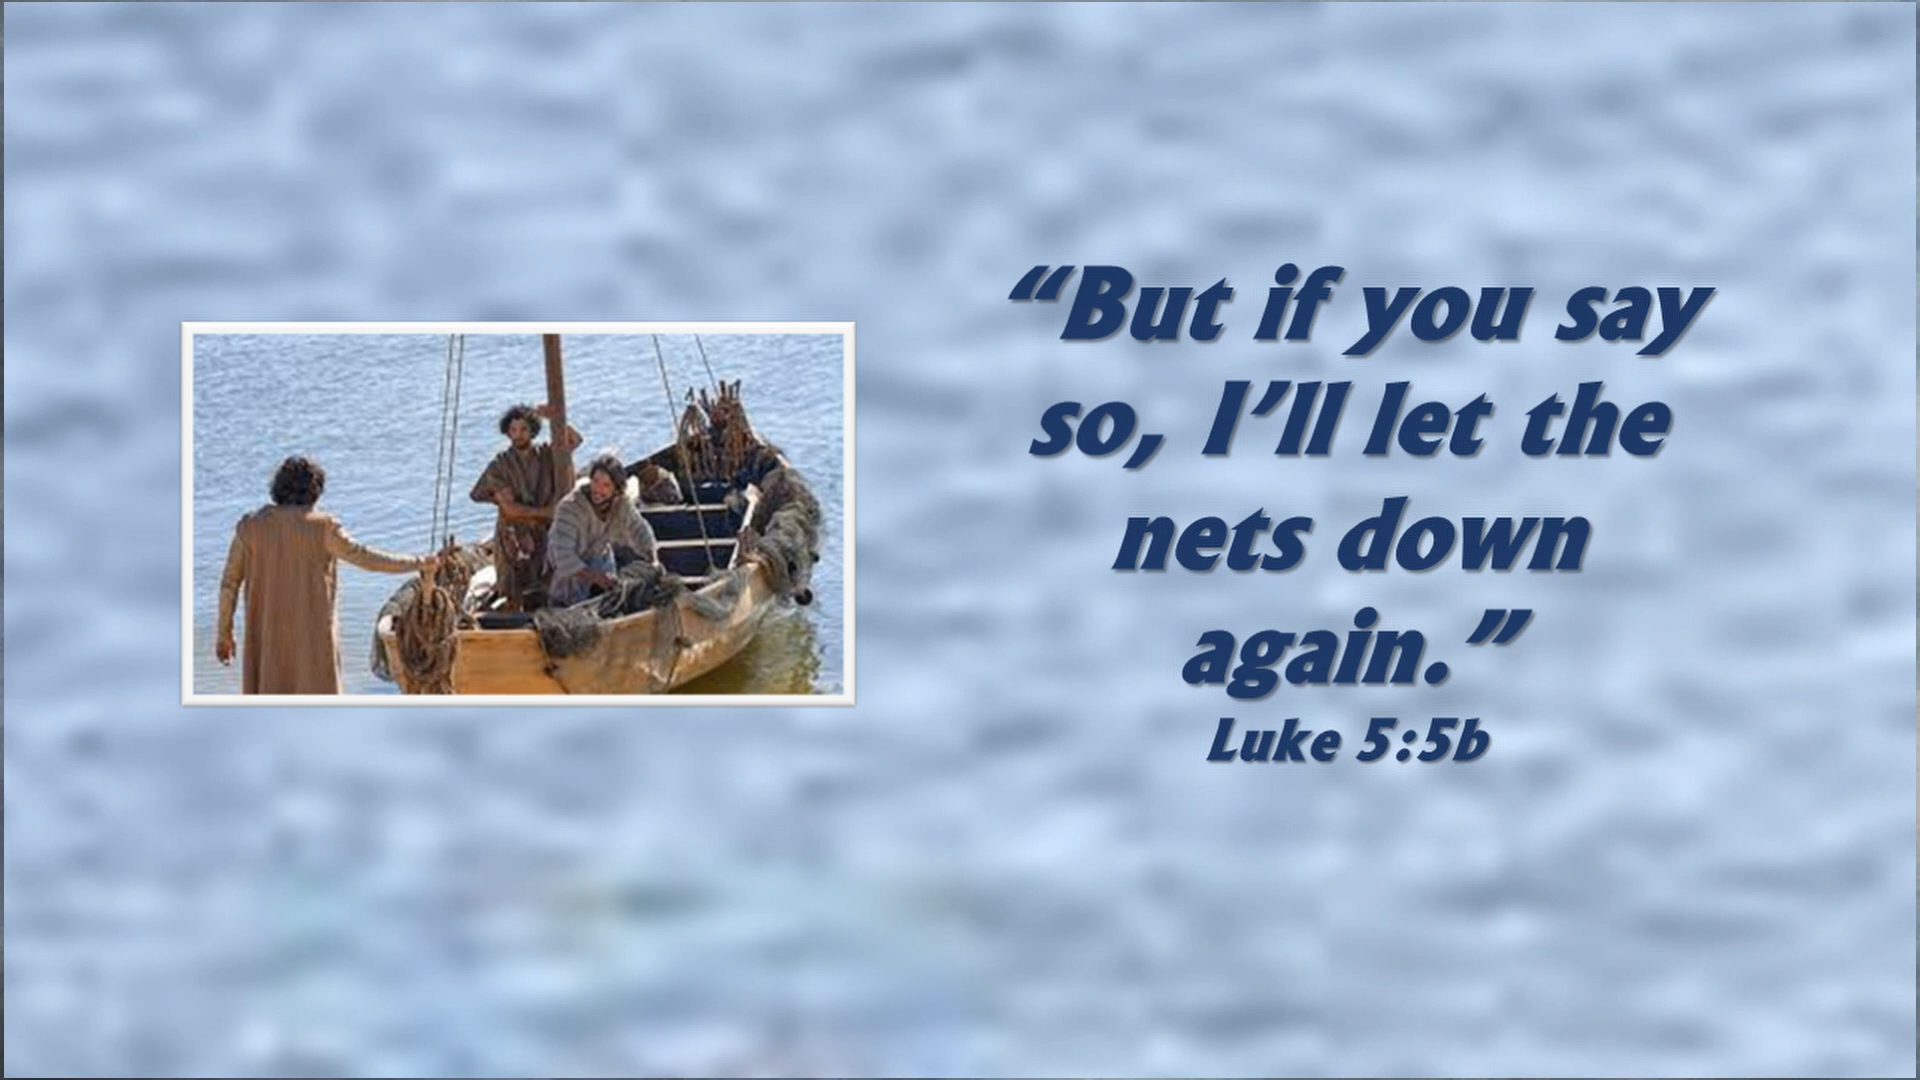 “But if you say
so, I’ll let the
nets down
again.”
Luke 5:5b